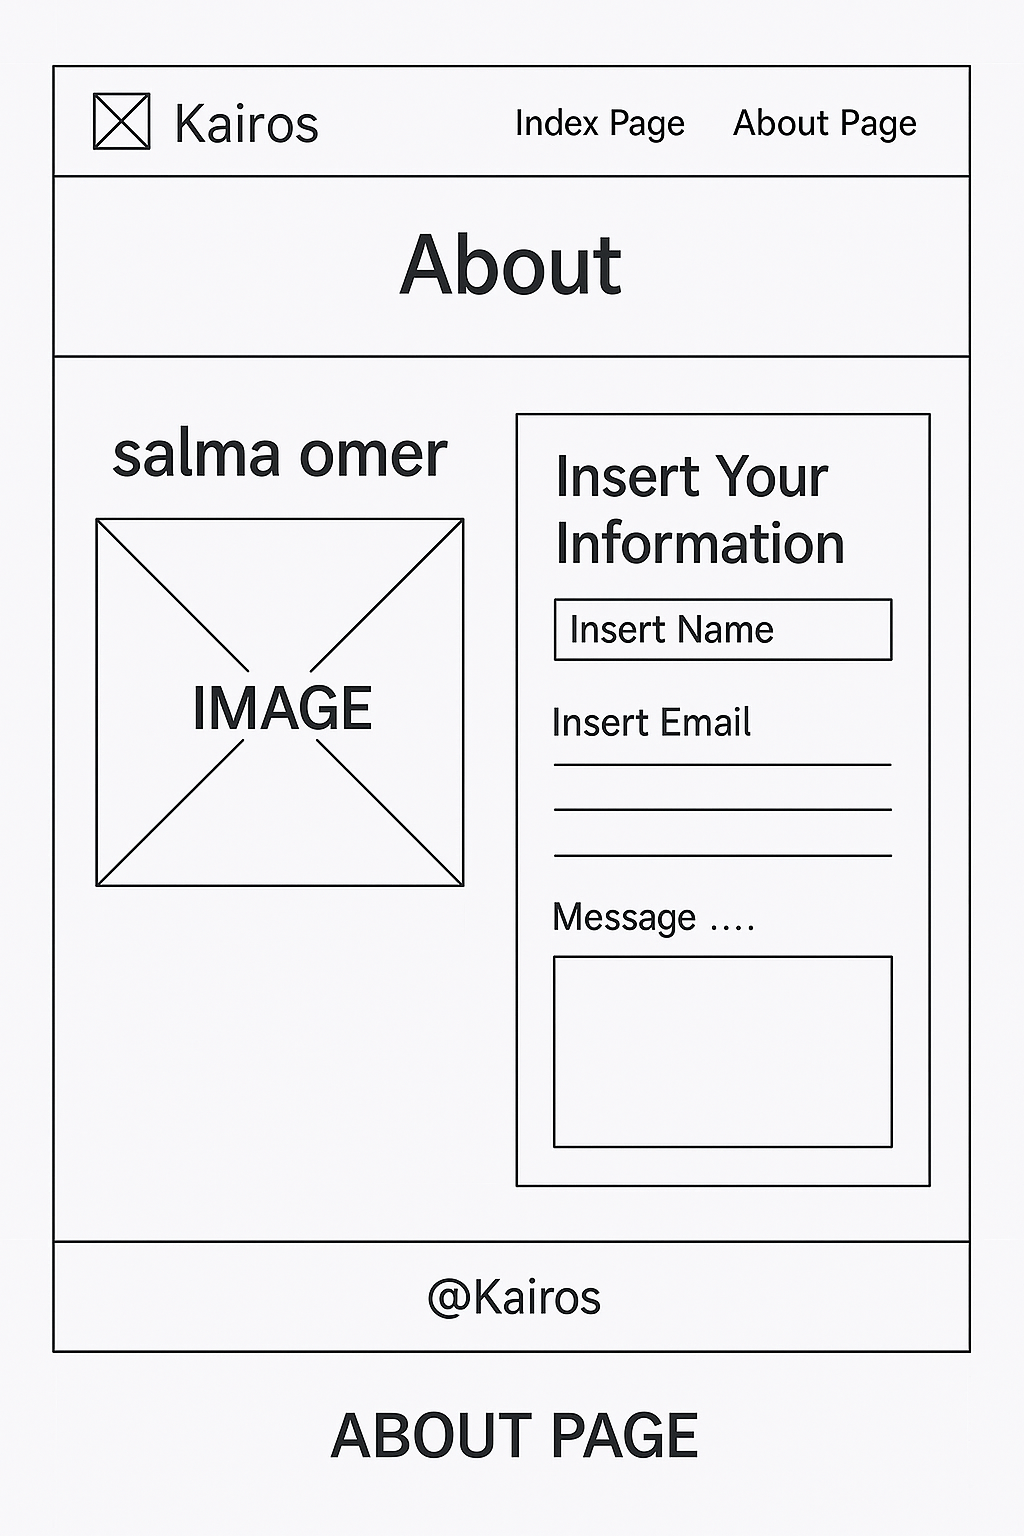 Kairos
Index Page
About Page
About
salma omer
IMAGE
Insert Your
Information
Insert Name
Insert Email
Message ....
@Kairos
ABOUT PAGE